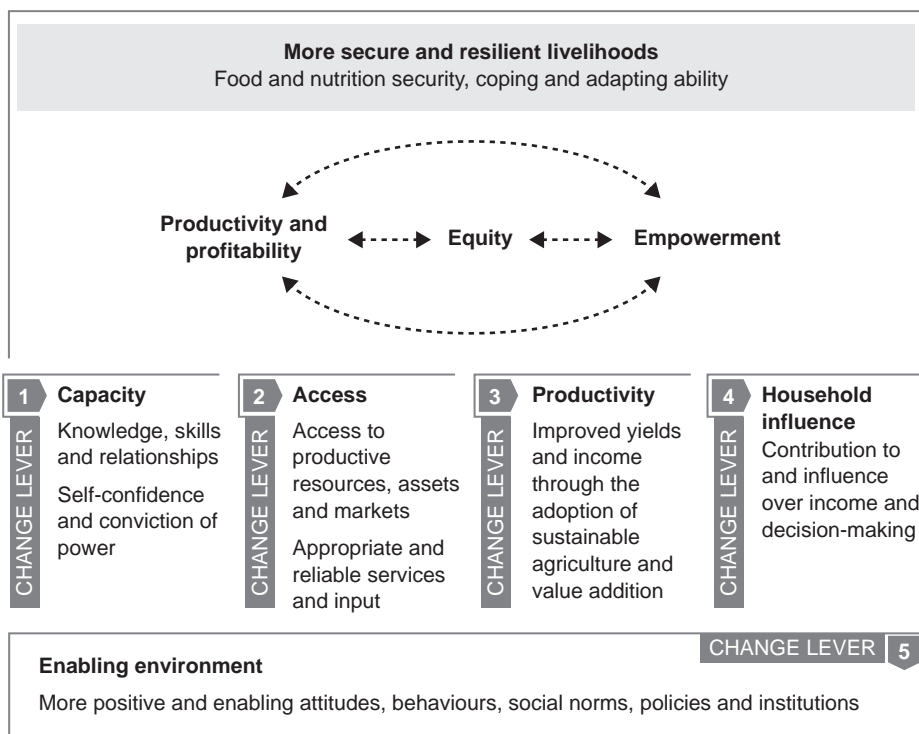 More secure and resilient livelihoods
Food and nutrition security, coping and adapting ability
Productivity and
profitability
Equity
Empowerment
1
Capacity
CHANGE LEVER
Knowledge, skills
and relationships
Self-confidence
and conviction of
power
2
Access
CHANGE LEVER
Access to
productive
resources, assets
and markets
Appropriate and
reliable services
and input
3
Productivity
CHANGE LEVER
Improved yields
and income
through the
adoption of
sustainable
agriculture and
value addition
4
Household
influence
CHANGE LEVER
Contribution to
and influence
over income and
decision-making
CHANGE LEVER 5
Enabling environment
More positive and enabling attitudes, behaviours, social norms, policies and institutions